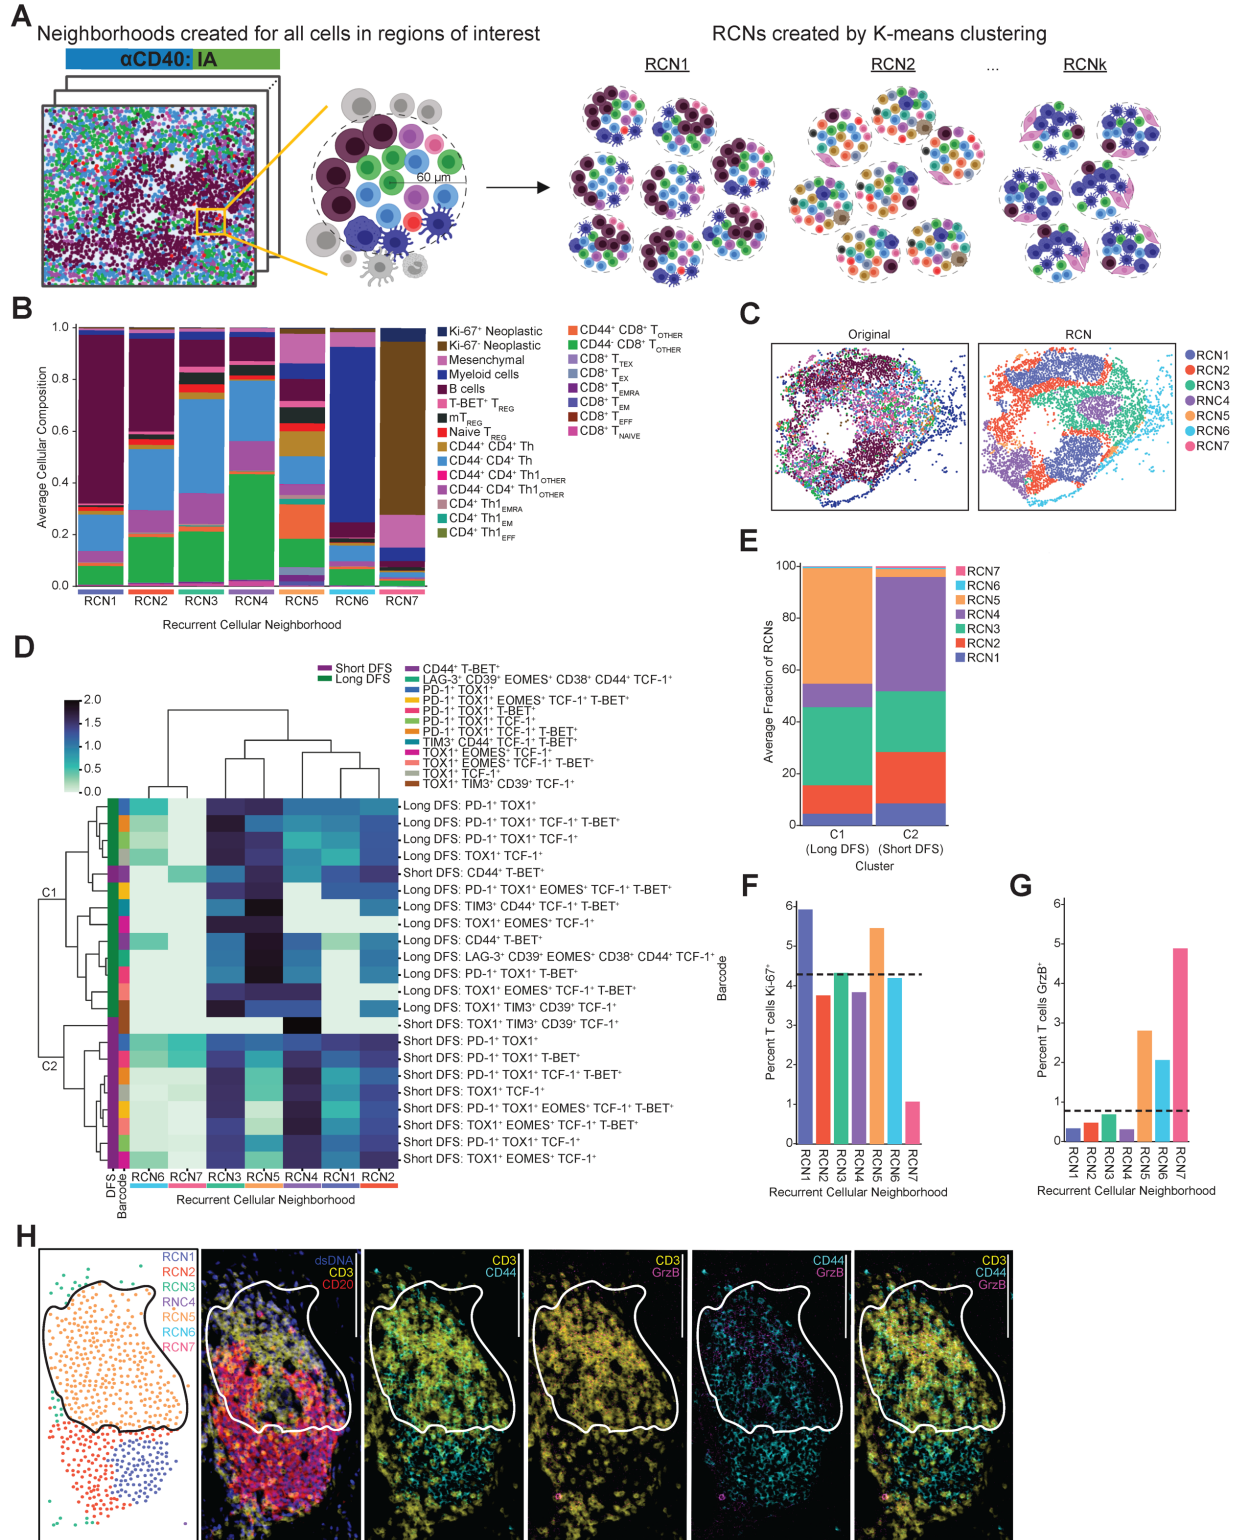 A
Neighborhoods created for all cells in regions of interest
RCNs created by K-means clustering
αCD40: IA
60 µm
RCN1
RCN2
...
RCNk
B
Average Cellular Composition
1.0
0.8
0.6
0.4
0.2
0.0
RCN1
RCN2
RCN3
RCN4
RCN5
RCN6
RCN7
Recurrent Cellular Neighborhood
Ki-67+ Neoplastic
Ki-67- Neoplastic
Mesenchymal
Myeloid cells
B cells
T-BET+ TREG
mTREG
Naive TREG
CD44+ CD4+ Th
CD44- CD4+ Th
CD44+ CD4+ Th1OTHER
CD44- CD4+ Th1OTHER
CD4+ Th1EMRA
CD4+ Th1EM
CD4+ Th1EFF
CD44+ CD8+ TOTHER
CD44- CD8+ TOTHER
CD8+ TTEX
CD8+ TEX
CD8+ TEMRA
CD8+ TEM
CD8+ TEFF
CD8+ TNAIVE
C
Original
RCN
RCN1
RCN2
RCN3
RNC4
RCN5
RCN6
RCN7
D
Short DFS
Long DFS
CD44+ T-BET+
LAG-3+ CD39+ EOMES+ CD38+ CD44+ TCF-1+
PD-1+ TOX1+
PD-1+ TOX1+ EOMES+ TCF-1+ T-BET+
PD-1+ TOX1+ T-BET+
PD-1+ TOX1+ TCF-1+
PD-1+ TOX1+ TCF-1+ T-BET+
TIM3+ CD44+ TCF-1+ T-BET+
TOX1+ EOMES+ TCF-1+
TOX1+ EOMES+ TCF-1+ T-BET+
TOX1+ TCF-1+
TOX1+ TIM3+ CD39+ TCF-1+
2.0
1.5
1.0
0.5
0.0
C1
C2
Long DFS: PD-1+ TOX1+
Long DFS: PD-1+ TOX1+ TCF-1+ T-BET+
Long DFS: PD-1+ TOX1+ TCF-1+
Long DFS: TOX1+ TCF-1+
Short DFS: CD44+ T-BET+
Long DFS: PD-1+ TOX1+ EOMES+ TCF-1+ T-BET+
Long DFS: TIM3+ CD44+ TCF-1+ T-BET+
Long DFS: TOX1+ EOMES+ TCF-1+
Long DFS: CD44+ T-BET+
Long DFS: LAG-3+ CD39+ EOMES+ CD38+ CD44+ TCF-1+
Long DFS: PD-1+ TOX1+ T-BET+
Long DFS: TOX1+ EOMES+ TCF-1+ T-BET+
Long DFS: TOX1+ TIM3+ CD39+ TCF-1+
Short DFS: TOX1+ TIM3+ CD39+ TCF-1+
Short DFS: PD-1+ TOX1+
Short DFS: PD-1+ TOX1+ T-BET+
Short DFS: PD-1+ TOX1+ TCF-1+ T-BET+
Short DFS: TOX1+ TCF-1+
Short DFS: PD-1+ TOX1+ EOMES+ TCF-1+ T-BET+
Short DFS: TOX1+ EOMES+ TCF-1+ T-BET+
Short DFS: PD-1+ TOX1+ TCF-1+
Short DFS: TOX1+ EOMES+ TCF-1+
Barcode
DFS
Barcode
RCN6
RCN7
RCN3
RCN5
RCN4
RCN1
RCN2
Recurrent Cellular Neighborhood
E
Average Fraction of RCNs
100
80
60
40
20
0
C1
(Long DFS)
C2
(Short DFS)
Cluster
RCN7
RCN6
RCN5
RCN4
RCN3
RCN2
RCN1
F
Percent T cells Ki-67+
6
5
4
3
2
1
0
RCN1
RCN2
RCN3
RCN4
RCN5
RCN6
RCN7
Recurrent Cellular Neighborhood
G
Percent T cells GrzB+
6
5
4
3
2
1
0
RCN1
RCN2
RCN3
RCN4
RCN5
RCN6
RCN7
Recurrent Cellular Neighborhood
H
RCN1
RCN2
RCN3
RNC4
RCN5
RCN6
RCN7
dsDNA
CD3
CD20
CD3
CD44
CD3
GrzB
CD44
GrzB
CD3
CD44
GrzB